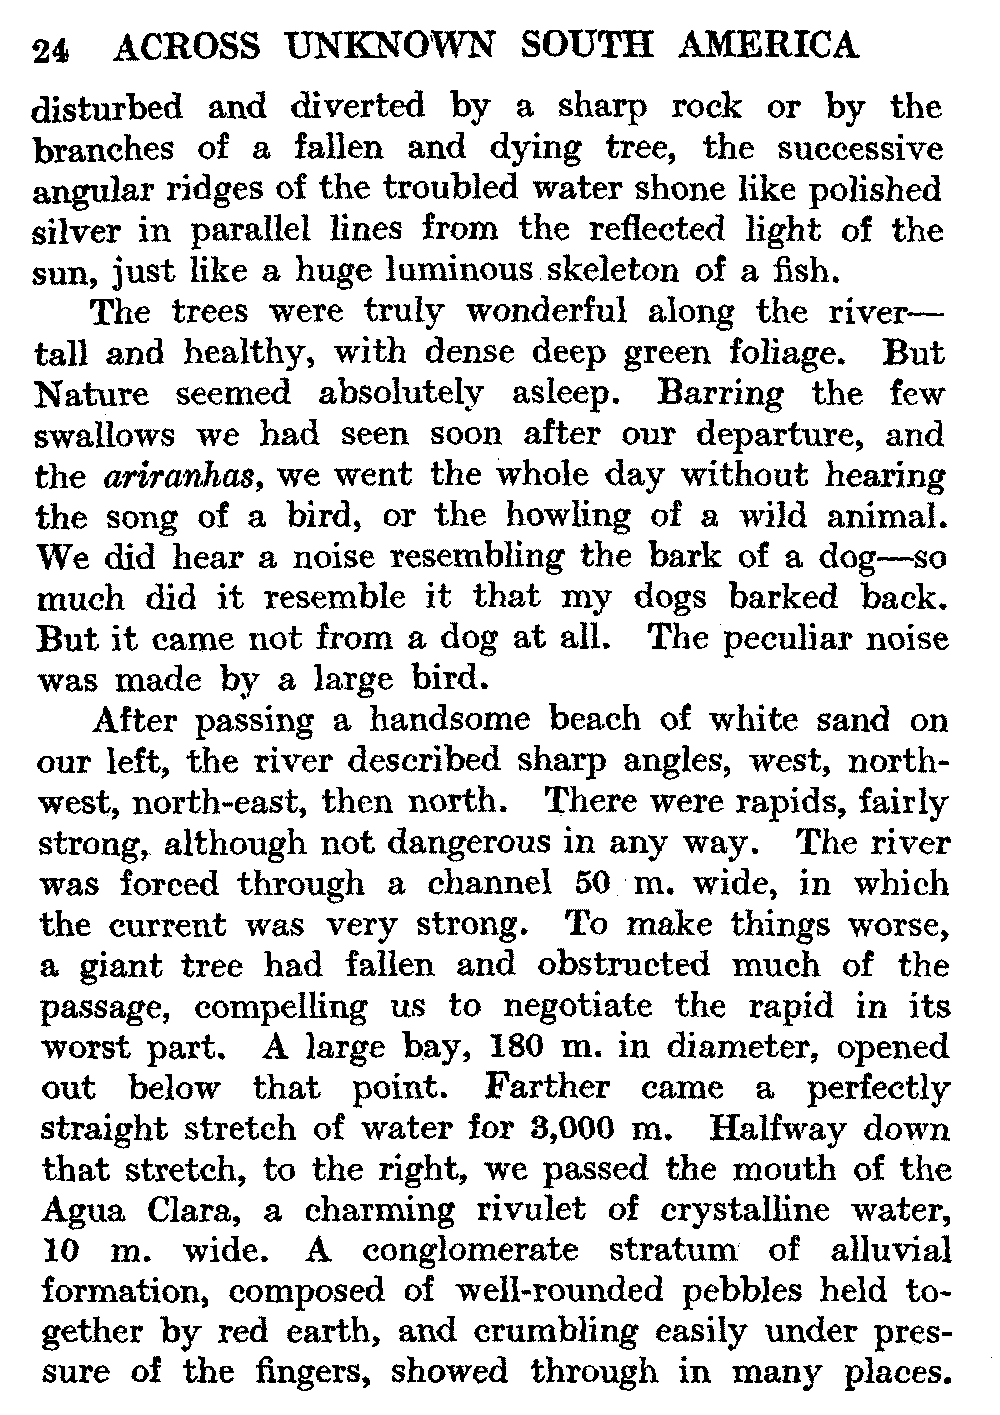 24 ACROSS UNKNOWN SOUTH AMERICA
disturbed and diverted by a sharp rock or by the
branches of a fallen and dying tree, the successive
angular ridges of the troubled water shone like polished
silver in parallel lines from the reflected light of the
sun, just like a huge luminous skeleton of a fish.
The trees were truly wonderful along the river—
tall and healthy, with dense deep green foliage. But
Nature seemed absolutely asleep. Barring the few
swallows we had seen soon after our departure, and
the ariranhas, we went the whole day without hearing
the song of a bird, or the howling of a wild animal.
We did hear a noise resembling the bark of a dog—so
much did it resemble it that my dogs barked back.
But it came not from a dog at all. The peculiar noise
was made by a large bird.
After passing a handsome beach of white sand on
our left, the river described sharp angles, west, north-
west, north-east, then north. There were rapids, fairly
strong, although not dangerous in any way. The river
was forced through a channel 50 m. wide, in which
the current was very strong. To make things worse,
a giant tree had fallen and obstructed much of the
passage, compelling us to negotiate the rapid in its
worst part. A large bay, 180 m. in diameter, opened
out below that point. Farther came a perfectly
straight stretch of water for 3,000 m. Halfway down
that stretch, to the right, we passed the mouth of the
Agua Clara, a charming rivulet of crystalline water,
10 m. wide. A conglomerate stratum of alluvial
formation, composed of well-rounded pebbles held to-
gether by red earth, and crumbling easily under pres-
sure of the fingers, showed through in many places.